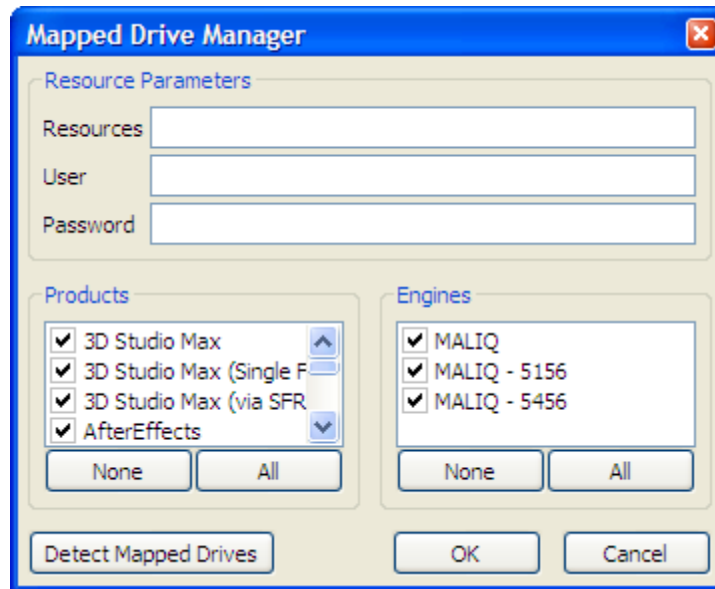 Mapped Drive Manager
Resource Parameters
Resources
User
Password
Products
3D Studio Max
3D Studio Max (Single F
3D Studio Max (via SFR
AfterEffects
None All
Engines
MALIQ
MALIQ - 5156
MALIQ - 5456
None All
Detect Mapped Drives OK Cancel